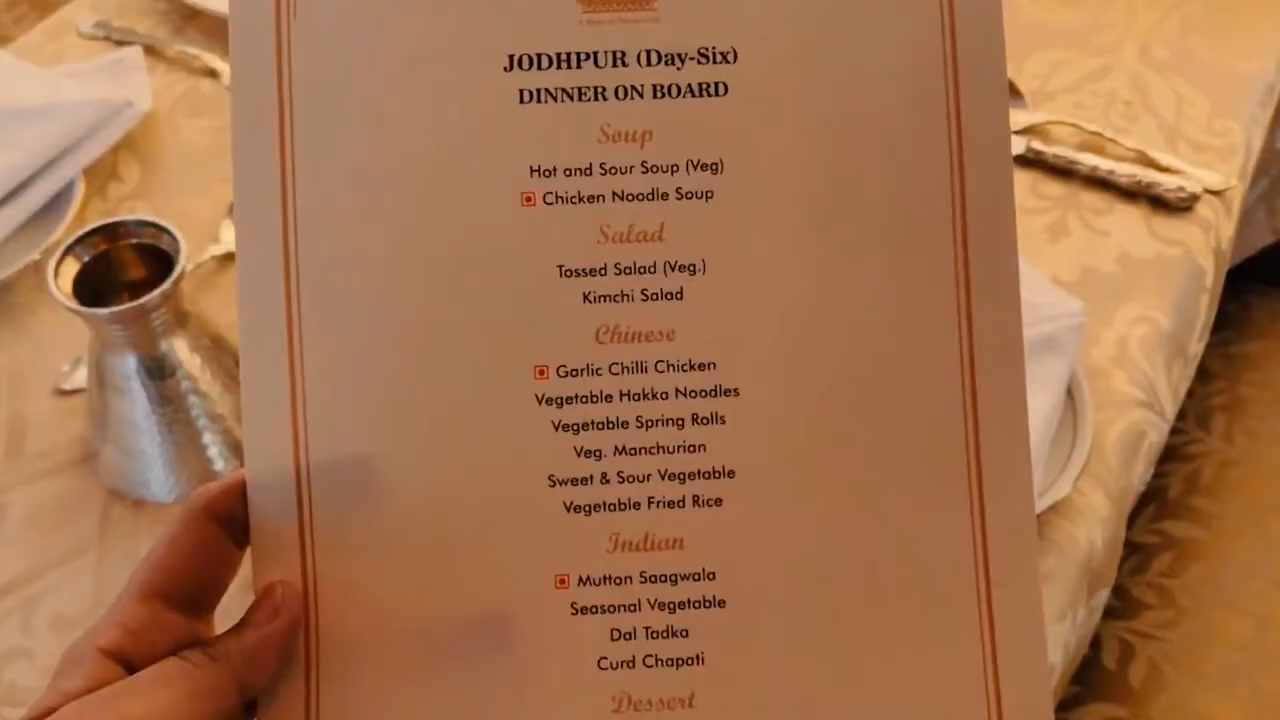 JODHPUR (Day-Six)
DINNER ON BOARD
Soup
Hot and Sour Soup (Veg)
Chicken Noodle Soup
Salad
Tossed Salad (Veg.)
Kimchi Salad
Chinese
Garlic Chilli Chicken
Vegetable Hakka Noodles
Vegetable Spring Rolls
Veg. Manchurian
Sweet & Sour Vegetable
Vegetable Fried Rice
Indian
Mutton Saagwala
Seasonal Vegetable
Dal Tadka
Curd Chapati
Dessert